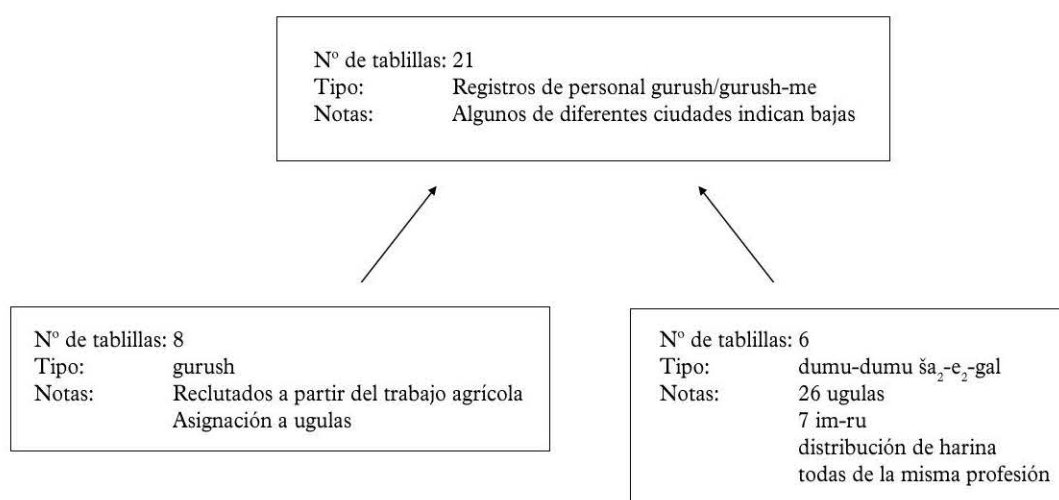 Nº de tablillas: 21
Tipo: Registros de personal gurush/gurush-me
Notas: Algunos de diferentes ciudades indican bajas
Nº de tablillas: 8
Tipo: gurush
Notas: Reclutados a partir del trabajo agrícola
Asignación a ugulas
Nº de tablillas: 6
Tipo: dumu-dumu ša₂-e₂-gal
Notas: 26 ugulas
7 im-ru
distribución de harina
todas de la misma profesión